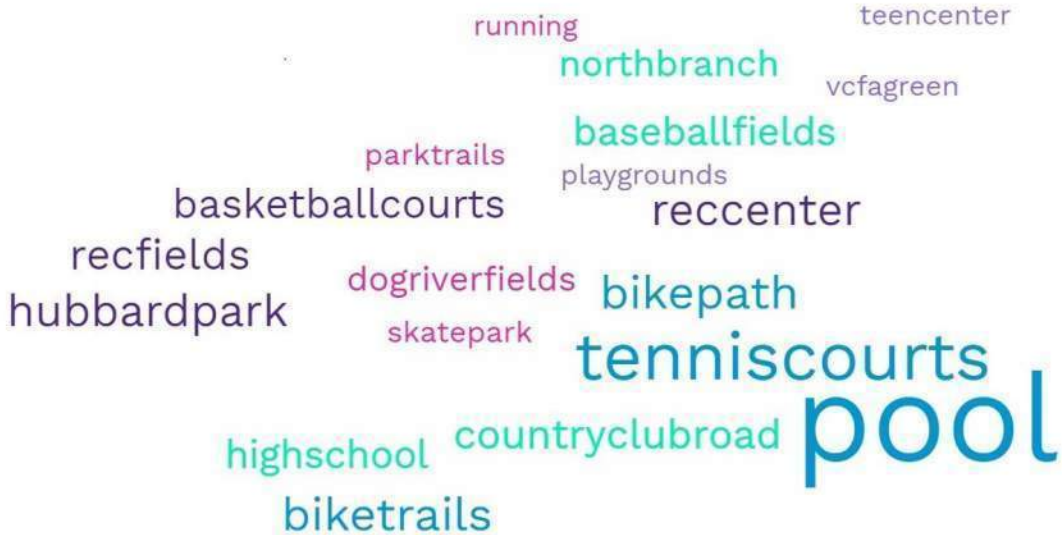 teencenter
running
northbranch
vcfagreen
baseballfields
parktrails
playgrounds
basketballcourts
reccenter
recfields
dogriverfields
bikepath
hubbardpark
skatepark
tenniscourts
pool
countryclubroad
highschool
biketrails